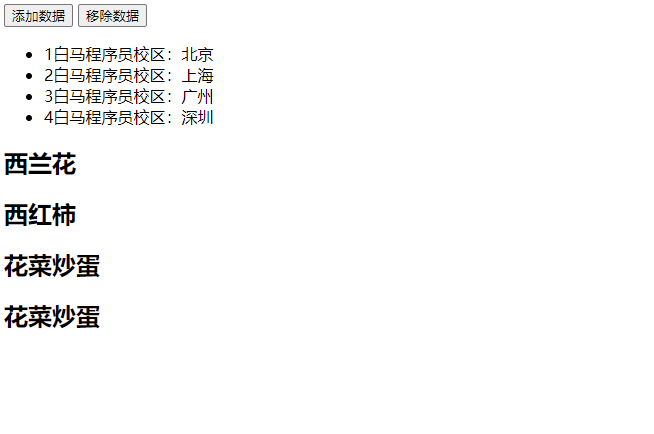 添加数据 移除数据
1白马程序员校区：北京
2白马程序员校区：上海
3白马程序员校区：广州
4白马程序员校区：深圳
西兰花
西红柿
花菜炒蛋
花菜炒蛋